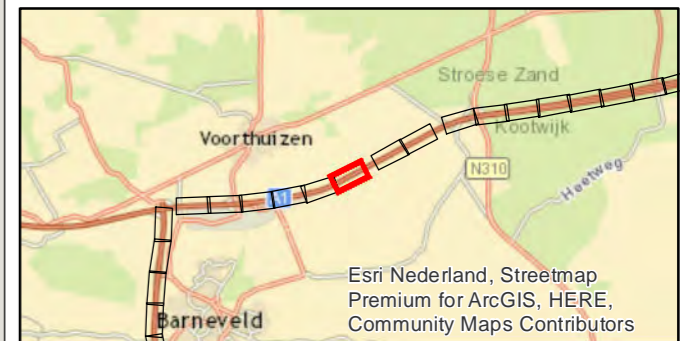 Stroese Zand
Voorthuizen
Kootwijk
N310
Heetweg
A1
Esri Nederland, Streetmap
Premium for ArcGIS, HERE,
Community Maps Contributors
Barneveld